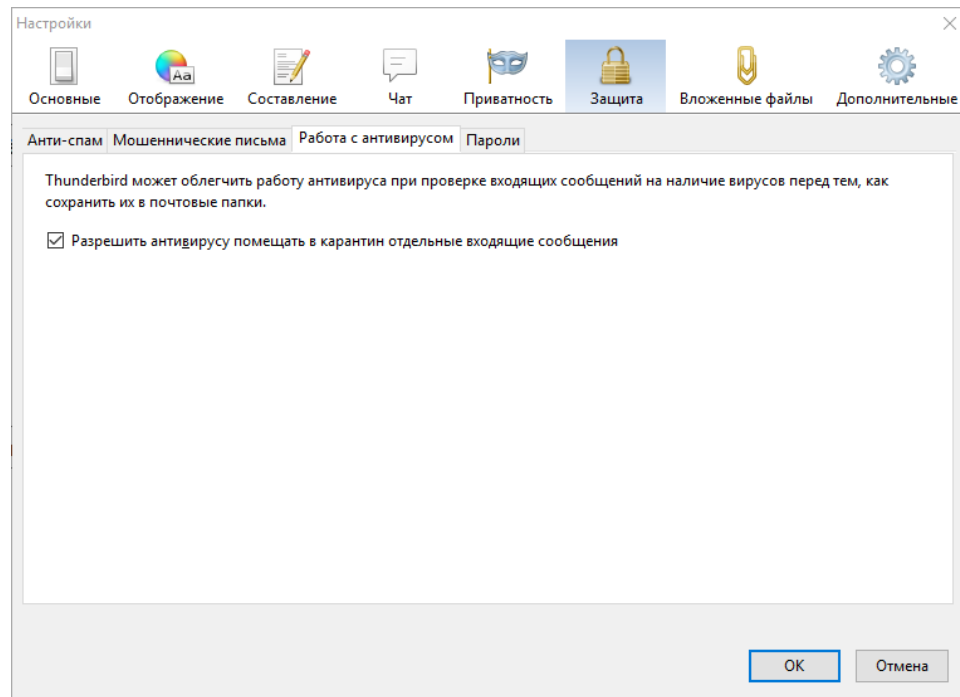 Настройки
Aa
Основные Отображение Составление Чат Приватность Защита Вложенные файлы Дополнительные
Анти-спам Мошеннические письма Работа с антивирусом Пароли
Thunderbird может облегчить работу антивируса при проверке входящих сообщений на наличие вирусов перед тем, как
сохранить их в почтовые папки.
Разрешить антивирусу помещать в карантин отдельные входящие сообщения
ОК Отмена